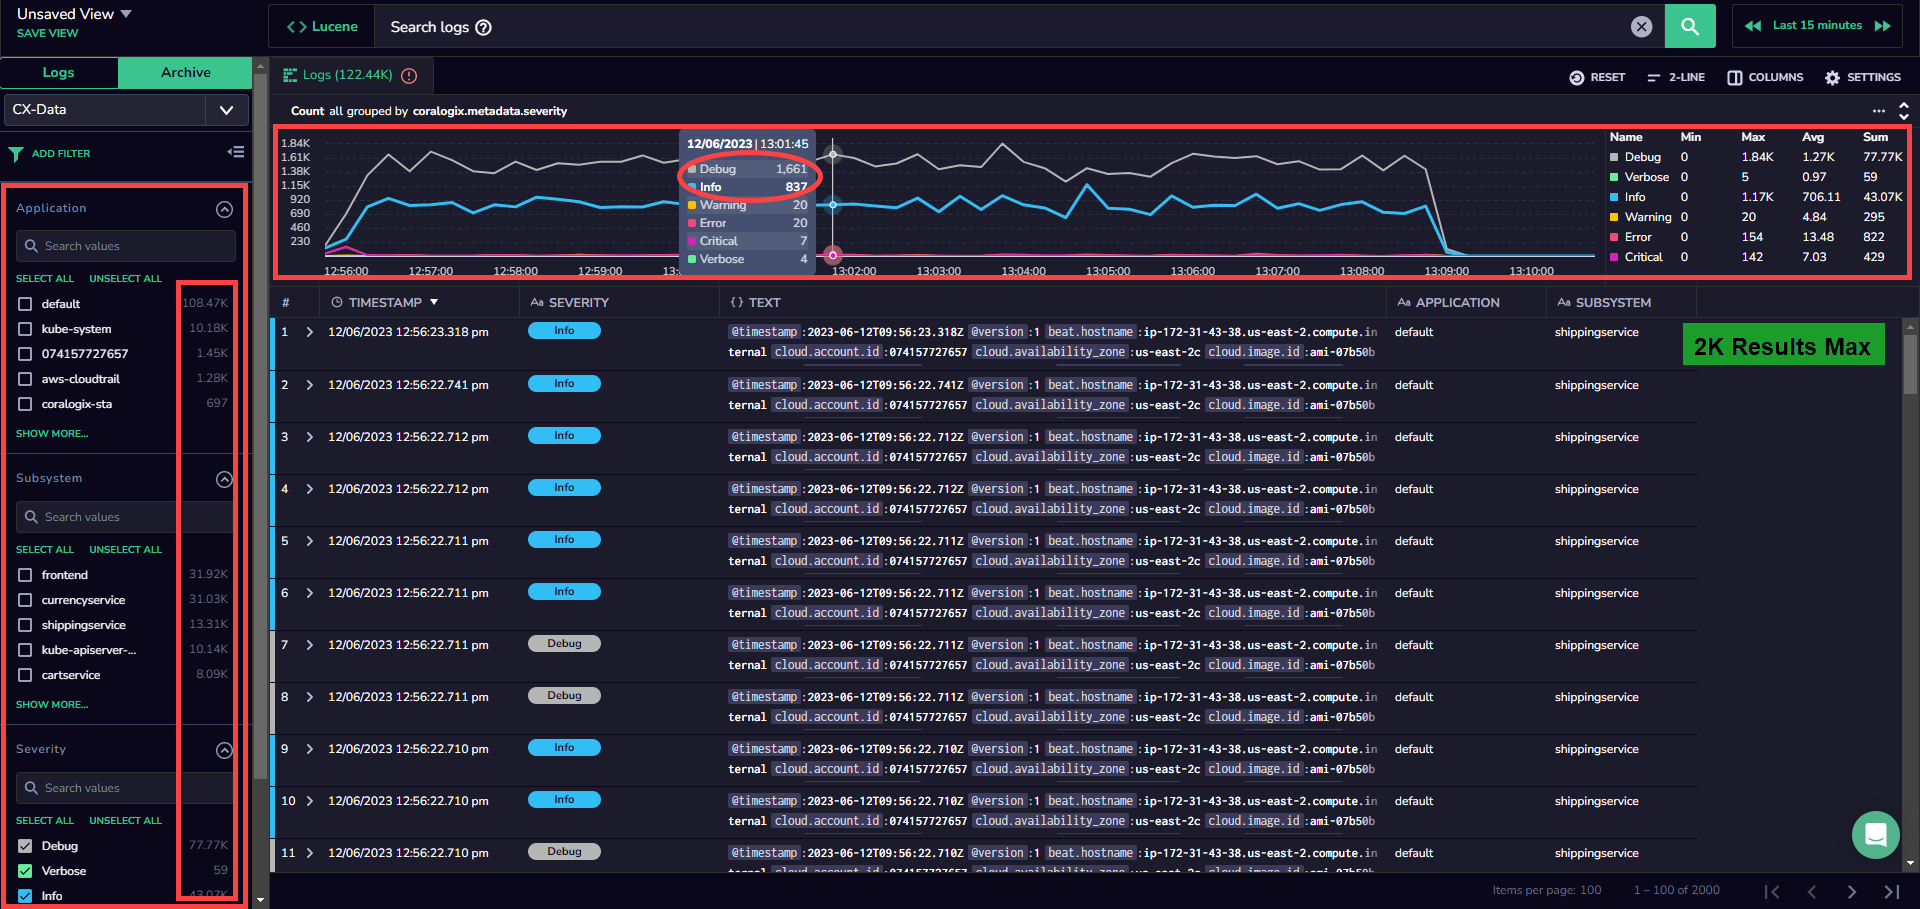 Unsaved View
SAVE VIEW
Lucene
Search logs
Last 15 minutes
Logs
Archive
CX-Data
ADD FILTER
Application
Search values
SELECT ALL UNSELECT ALL
default 108.47K
kube-system 10.18K
074157727657 1.45K
aws-cloudtrail 1.28K
coralogix-sta 697
SHOW MORE...
Subsystem
Search values
SELECT ALL UNSELECT ALL
frontend 31.92K
currencyservice 31.03K
shippingservice 13.31K
kube-apiserver-... 10.14K
cartservice 8.09K
SHOW MORE...
Severity
Search values
SELECT ALL UNSELECT ALL
Debug 77.77K
Verbose 59
Info 43.07K
Logs (122.44K)
RESET 2-LINE COLUMNS SETTINGS
Count all grouped by coralogix.metadata.severity
1.84K
1.61K
1.38K
1.15K
920
690
460
230
12:56:00 12:57:00 12:58:00 12:59:00 13: 13:02:00 13:03:00 13:04:00 13:05:00 13:06:00 13:07:00 13:08:00 13:09:00 13:10:00
12/06/2023 | 13:01:45
Debug 1,661
Info 837
Warning 20
Error 20
Critical 7
Verbose 4
Name Min Max Avg Sum
Debug 0 1.84K 1.27K 77.77K
Verbose 0 5 0.97 59
Info 0 1.17K 706.11 43.07K
Warning 0 20 4.84 295
Error 0 154 13.48 822
Critical 0 142 7.03 429
# TIMESTAMP Aa SEVERITY {} TEXT Aa APPLICATION Aa SUBSYSTEM
1 12/06/2023 12:56:23.318 pm Info @timestamp:2023-06-12T09:56:23.318Z @version:1 beat.hostname:ip-172-31-43-38.us-east-2.compute.in default shippingservice
ternal cloud.account.id:074157727657 cloud.availability_zone:us-east-2c cloud.image.id:ami-07b50b
2K Results Max
2 12/06/2023 12:56:22.741 pm Info @timestamp:2023-06-12T09:56:22.741Z @version:1 beat.hostname:ip-172-31-43-38.us-east-2.compute.in default shippingservice
ternal cloud.account.id:074157727657 cloud.availability_zone:us-east-2c cloud.image.id:ami-07b50b
3 12/06/2023 12:56:22.712 pm Info @timestamp:2023-06-12T09:56:22.712Z @version:1 beat.hostname:ip-172-31-43-38.us-east-2.compute.in default shippingservice
ternal cloud.account.id:074157727657 cloud.availability_zone:us-east-2c cloud.image.id:ami-07b50b
4 12/06/2023 12:56:22.712 pm Info @timestamp:2023-06-12T09:56:22.712Z @version:1 beat.hostname:ip-172-31-43-38.us-east-2.compute.in default shippingservice
ternal cloud.account.id:074157727657 cloud.availability_zone:us-east-2c cloud.image.id:ami-07b50b
5 12/06/2023 12:56:22.711 pm Info @timestamp:2023-06-12T09:56:22.711Z @version:1 beat.hostname:ip-172-31-43-38.us-east-2.compute.in default shippingservice
ternal cloud.account.id:074157727657 cloud.availability_zone:us-east-2c cloud.image.id:ami-07b50b
6 12/06/2023 12:56:22.711 pm Info @timestamp:2023-06-12T09:56:22.711Z @version:1 beat.hostname:ip-172-31-43-38.us-east-2.compute.in default shippingservice
ternal cloud.account.id:074157727657 cloud.availability_zone:us-east-2c cloud.image.id:ami-07b50b
7 12/06/2023 12:56:22.711 pm Debug @timestamp:2023-06-12T09:56:22.711Z @version:1 beat.hostname:ip-172-31-43-38.us-east-2.compute.in default shippingservice
ternal cloud.account.id:074157727657 cloud.availability_zone:us-east-2c cloud.image.id:ami-07b50b
8 12/06/2023 12:56:22.711 pm Debug @timestamp:2023-06-12T09:56:22.711Z @version:1 beat.hostname:ip-172-31-43-38.us-east-2.compute.in default shippingservice
ternal cloud.account.id:074157727657 cloud.availability_zone:us-east-2c cloud.image.id:ami-07b50b
9 12/06/2023 12:56:22.710 pm Info @timestamp:2023-06-12T09:56:22.710Z @version:1 beat.hostname:ip-172-31-43-38.us-east-2.compute.in default shippingservice
ternal cloud.account.id:074157727657 cloud.availability_zone:us-east-2c cloud.image.id:ami-07b50b
10 12/06/2023 12:56:22.710 pm Info @timestamp:2023-06-12T09:56:22.710Z @version:1 beat.hostname:ip-172-31-43-38.us-east-2.compute.in default shippingservice
ternal cloud.account.id:074157727657 cloud.availability_zone:us-east-2c cloud.image.id:ami-07b50b
11 12/06/2023 12:56:22.710 pm Debug @timestamp:2023-06-12T09:56:22.710Z @version:1 beat.hostname:ip-172-31-43-38.us-east-2.compute.in default shippingservice
Items per page: 100 1 – 100 of 2000